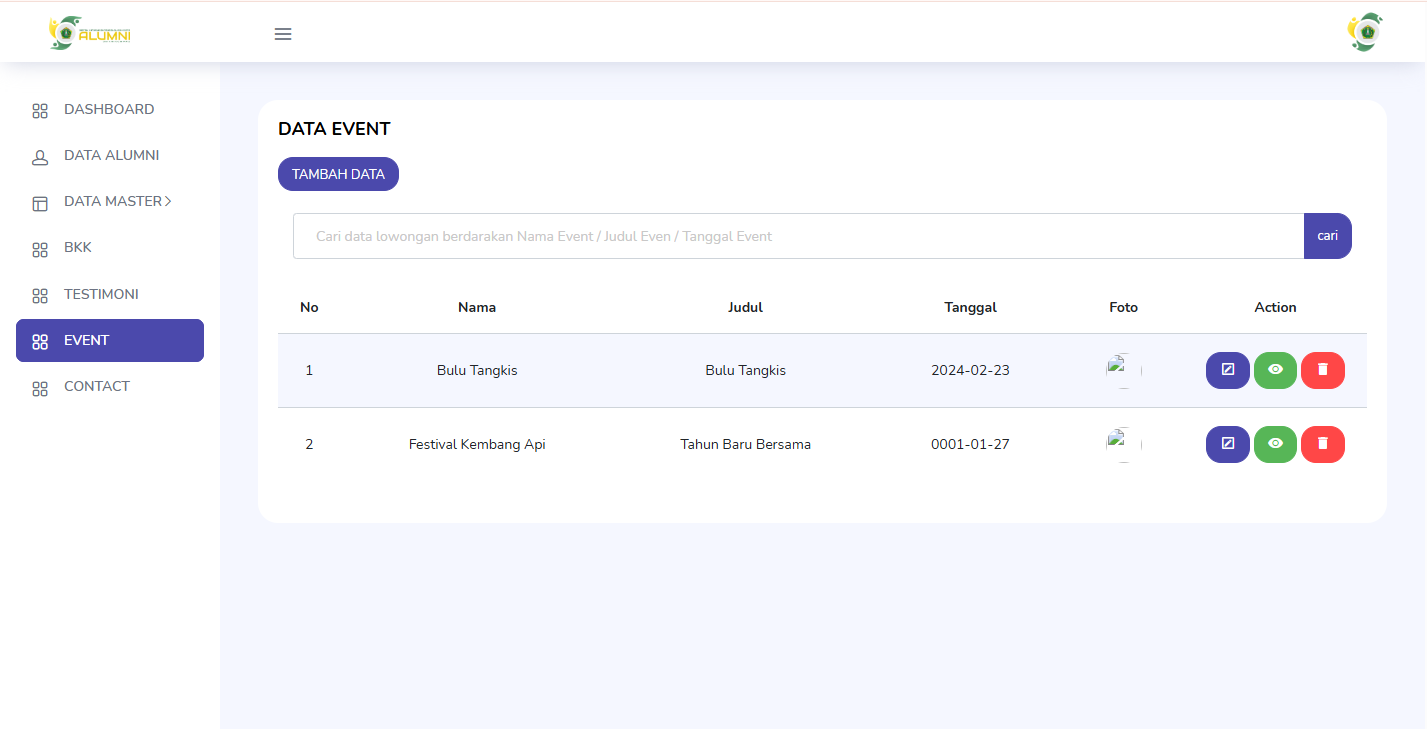 ALUMNI
DASHBOARD
DATA ALUMNI
DATA MASTER
BKK
TESTIMONI
EVENT
CONTACT
DATA EVENT
TAMBAH DATA
Cari data lowongan berdarakan Nama Event / Judul Even / Tanggal Event
cari
No Nama Judul Tanggal Foto Action
1 Bulu Tangkis Bulu Tangkis 2024-02-23
2 Festival Kembang Api Tahun Baru Bersama 0001-01-27